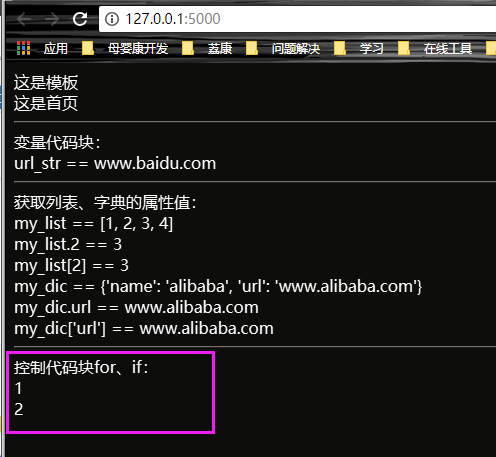 127.0.0.1:5000
应用 母婴康开发 荔康 问题解决 学习 在线工具
这是模板
这是首页
变量代码块：
url_str == www.baidu.com
获取列表、字典的属性值：
my_list == [1, 2, 3, 4]
my_list.2 == 3
my_list[2] == 3
my_dic == {'name': 'alibaba', 'url': 'www.alibaba.com'}
my_dic.url == www.alibaba.com
my_dic['url'] == www.alibaba.com
控制代码块for、if：
1
2